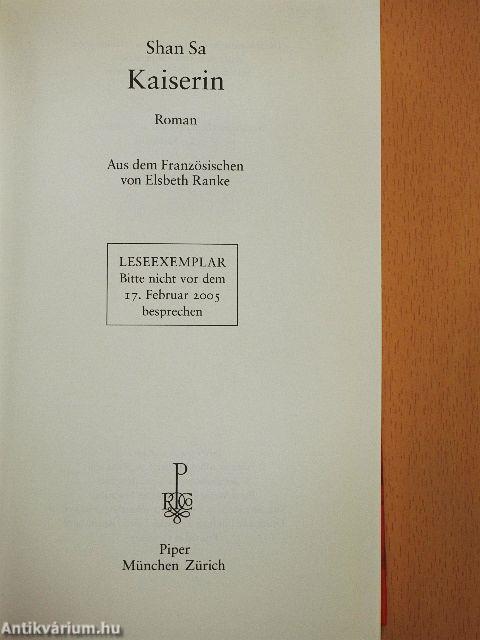 Shan Sa
Kaiserin
Roman
Aus dem Französischen
von Elsbeth Ranke
LESEEXEMPLAR
Bitte nicht vor dem
17. Februar 2005
besprechen
P
R&Co
Piper
München Zürich
Antikvárium.hu